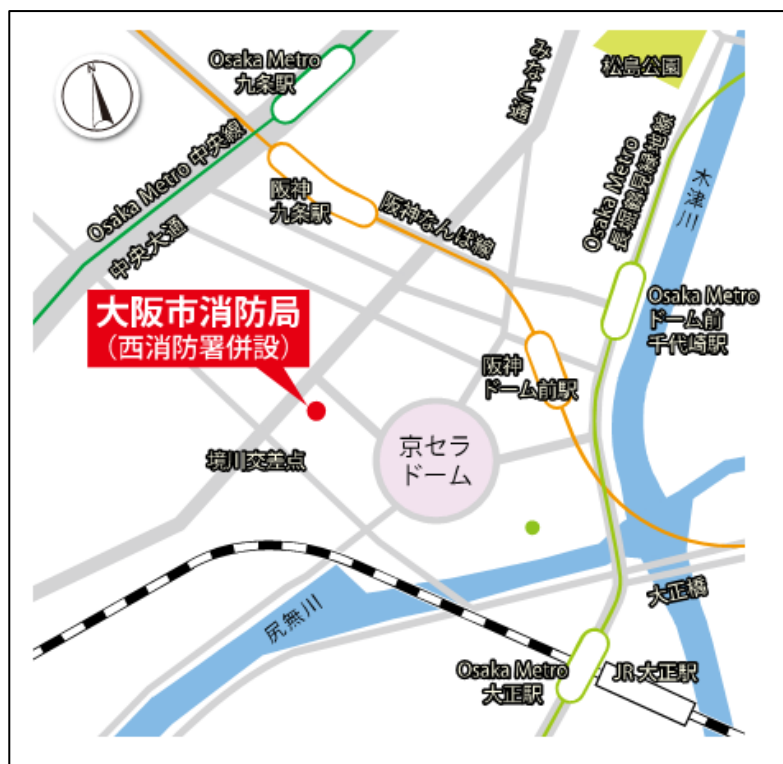 N
Osaka Metro
九条駅
みなと通
松島公園
Osaka Metro 中央線
中央大通
阪神
九条駅
阪神なんば線
Osaka Metro
長堀鶴見緑地線
木津川
大阪市消防局
（西消防署併設）
Osaka Metro
ドーム前
千代崎駅
阪神
ドーム前駅
京セラ
ドーム
境川交差点
尻無川
大正橋
Osaka Metro
大正駅
JR 大正駅